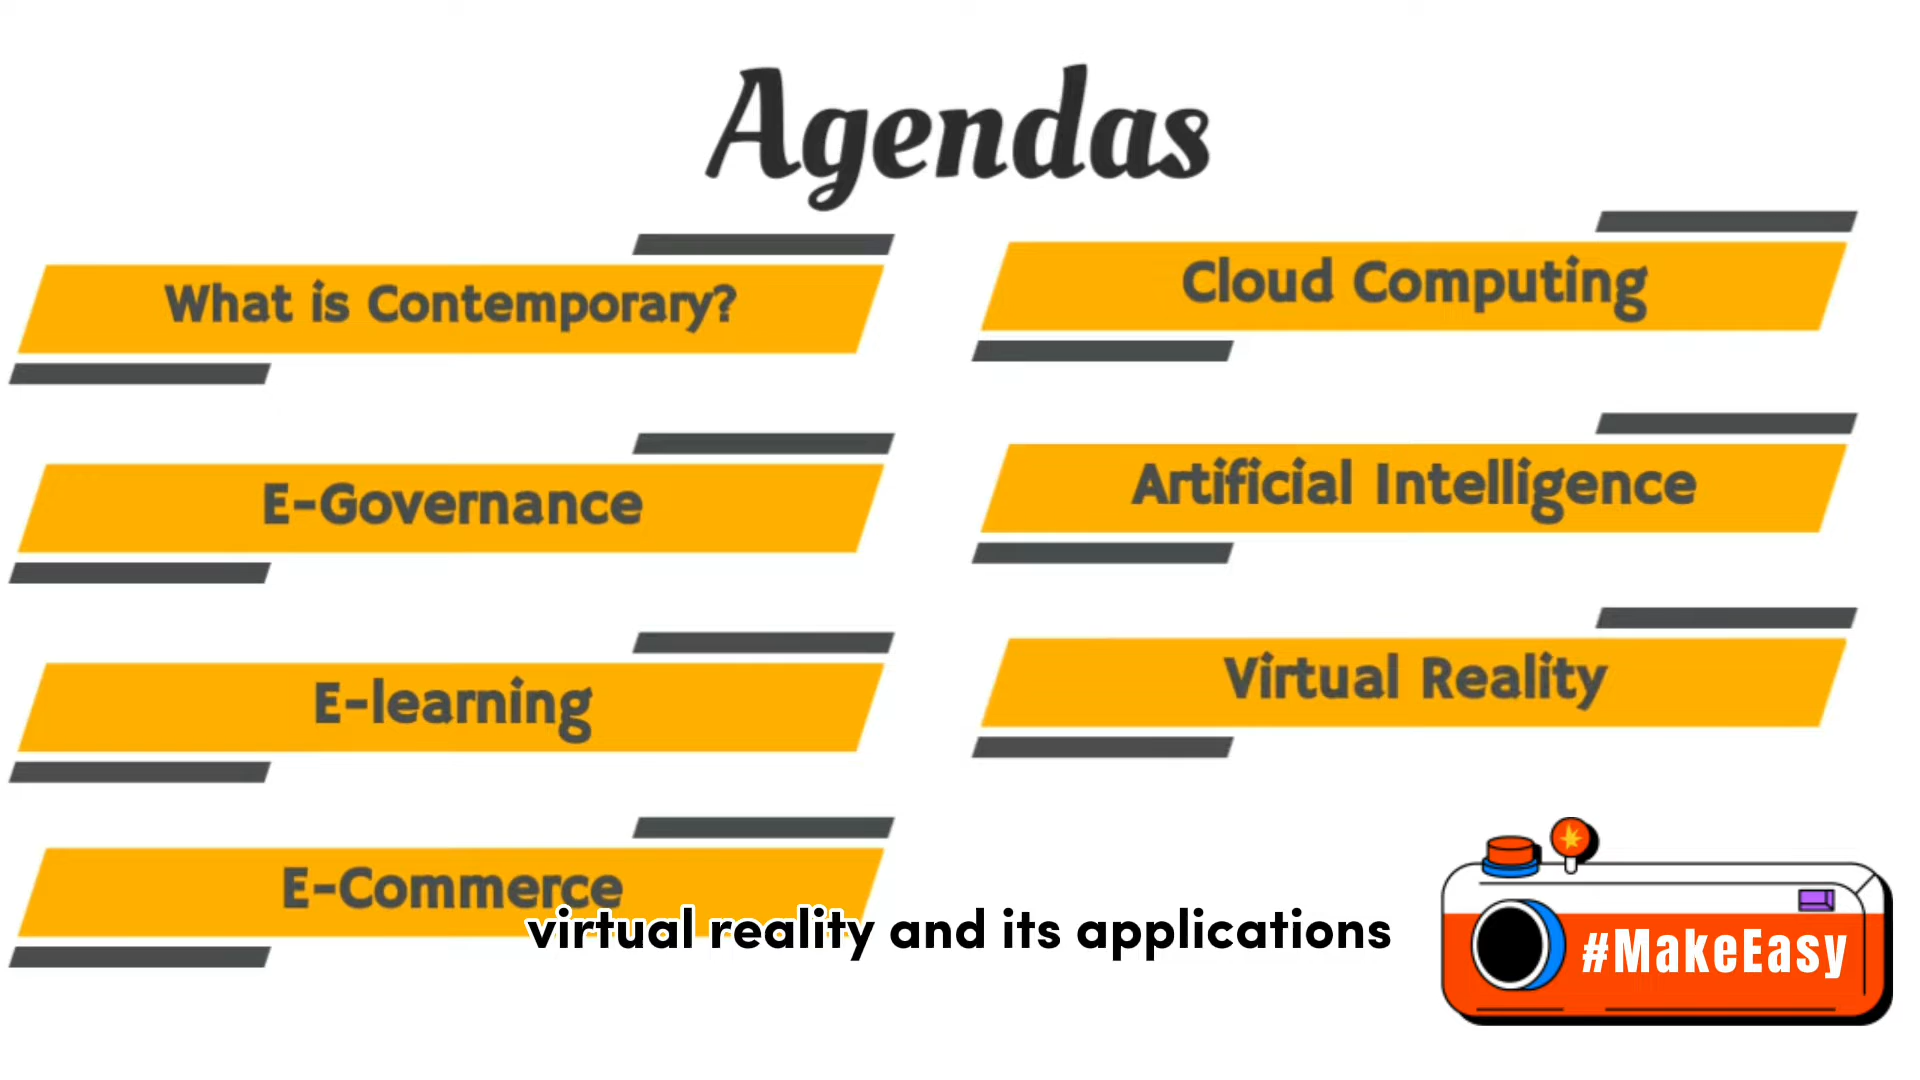 Agendas
What is Contemporary?
E-Governance
E-learning
E-Commerce
Cloud Computing
Artificial Intelligence
Virtual Reality
virtual reality and its applications
#MakeEasy